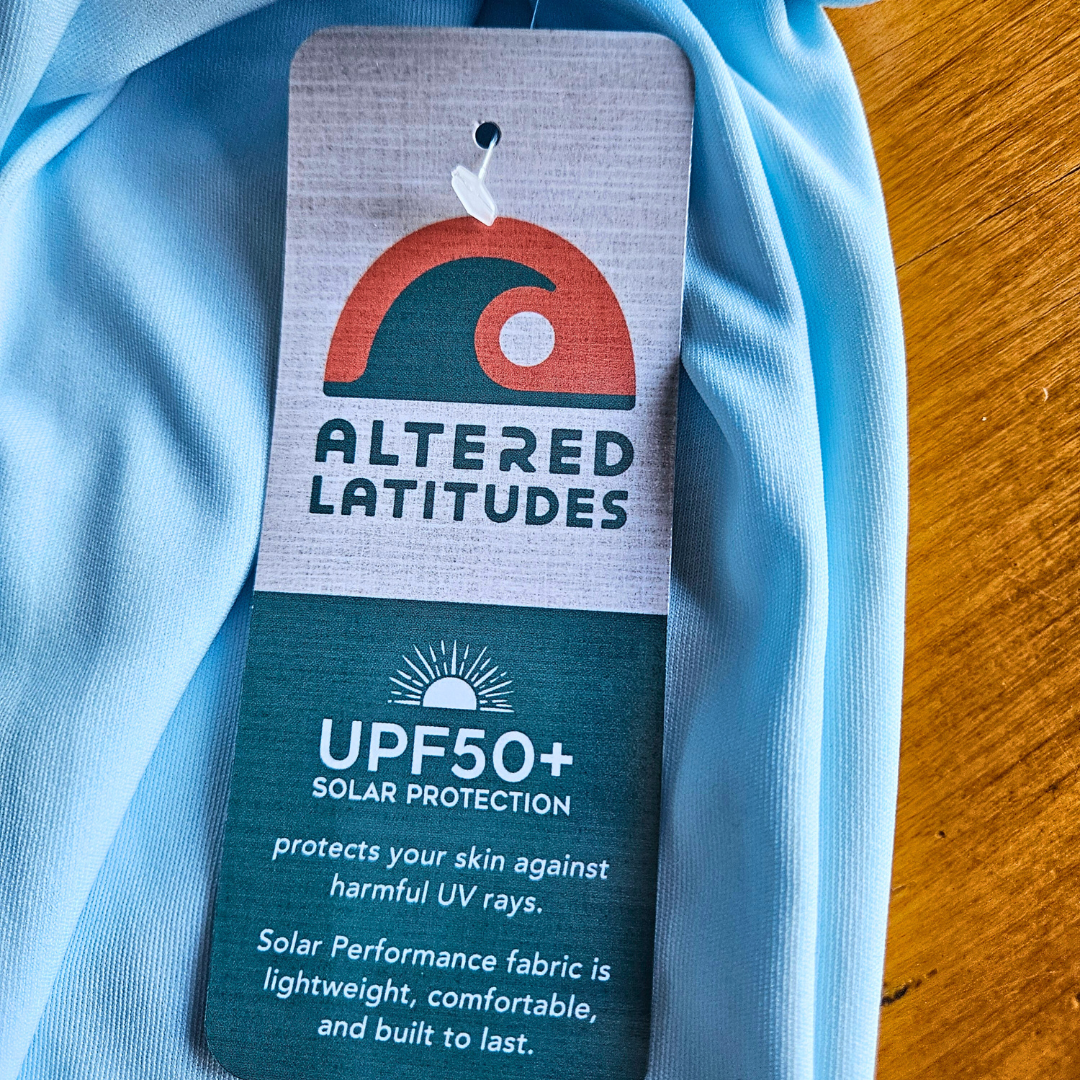 ALTERED
LATITUDES
UPF50+
SOLAR PROTECTION
protects your skin against
harmful UV rays.
Solar Performance fabric is
lightweight, comfortable,
and built to last.